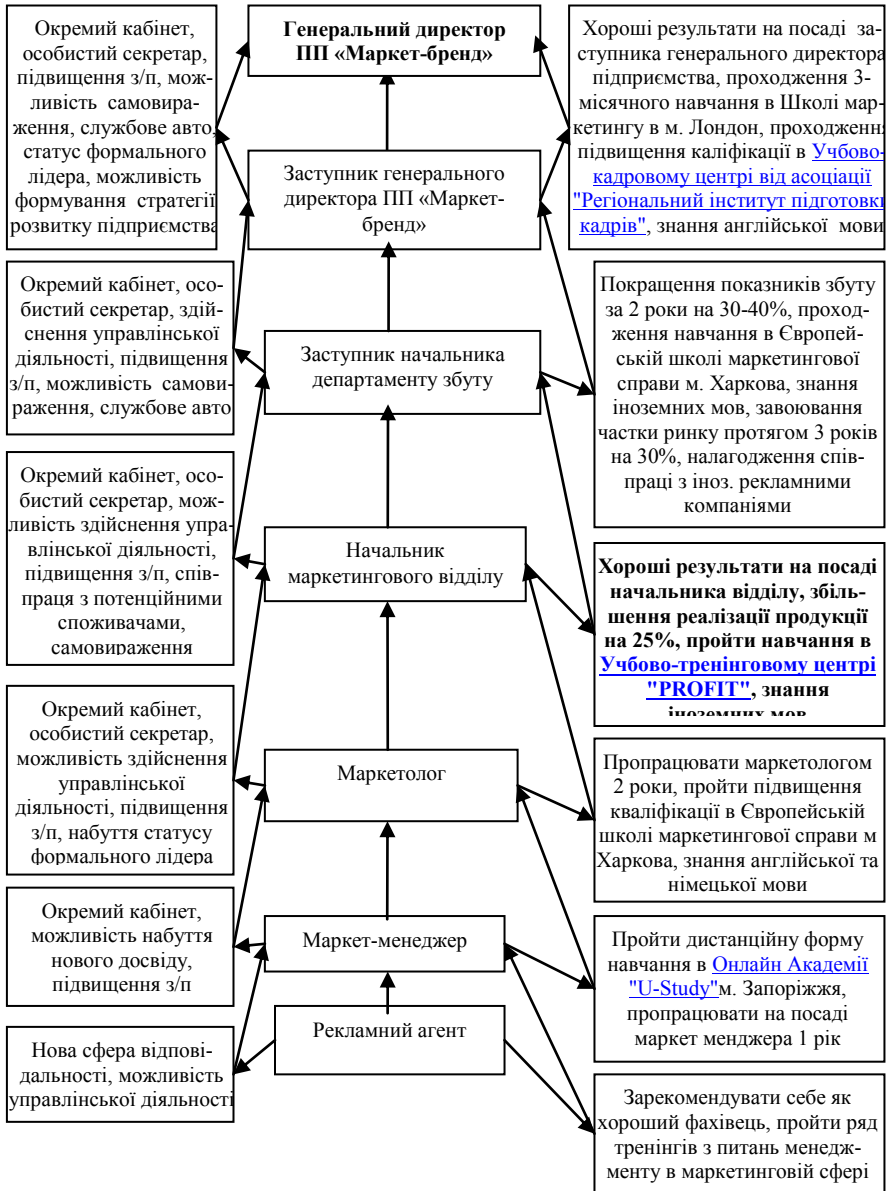 Окремий кабінет,
особистий секретар,
підвищення з/п, мож-
ливість самовира-
ження, службове авто,
статус формального
лідера, можливість
формування стратегії
розвитку підприємства
Генеральний директор
ПП «Маркет-бренд»
Хороші результати на посаді за-
ступника генерального директора
підприємства, проходження 3-
місячного навчання в Школі мар-
кетингу в м. Лондон, проходження
підвищення каліфікації в Учбово-
кадровому центрі від асоціації
"Регіональний інститут підготовки
кадрів", знання англійської мови
Заступник генерального
директора ПП «Маркет-
бренд»
Окремий кабінет, осо-
бистий секретар, здій-
снення управлінської
діяльності, підвищення
з/п, можливість самови-
раження, службове авто
Заступник начальника
департаменту збуту
Покращення показників збуту
за 2 роки на 30-40%, проход-
ження навчання в Європей-
ській школі маркетингової
справи м. Харкова, знання
іноземних мов, завоювання
частки ринку протягом 3 років
на 30%, налагодження спів-
праці з іноз. рекламними
компаніями
Окремий кабінет, осо-
бистий секретар, мож-
ливість здійснення упра-
влінської діяльності,
підвищення з/п, спів-
праця з потенційними
споживачами,
самовираження
Начальник
маркетингового відділу
Хороші результати на посаді
начальника відділу, збіль-
шення реалізації продукції
на 25%, пройти навчання в
Учбово-тренінговому центрі
"PROFIT", знання
іноземних мов
Окремий кабінет,
особистий секретар,
можливість здійснення
управлінської
діяльності, підвищення
з/п, набуття статусу
формального лідера
Маркетолог
Пропрацювати маркетологом
2 роки, пройти підвищення
кваліфікації в Європейській
школі маркетингової справи м
Харкова, знання англійської та
німецької мови
Окремий кабінет,
можливість набуття
нового досвіду,
підвищення з/п
Маркет-менеджер
Пройти дистанційну форму
навчання в Онлайн Академії
"U-Study"м. Запоріжжя,
пропрацювати на посаді
маркет менджера 1 рік
Рекламний агент
Нова сфера відпові-
дальності, можливість
управлінської діяльності
Зарекомендувати себе як
хороший фахівець, пройти ряд
тренінгів з питань менедж-
менту в маркетинговій сфері